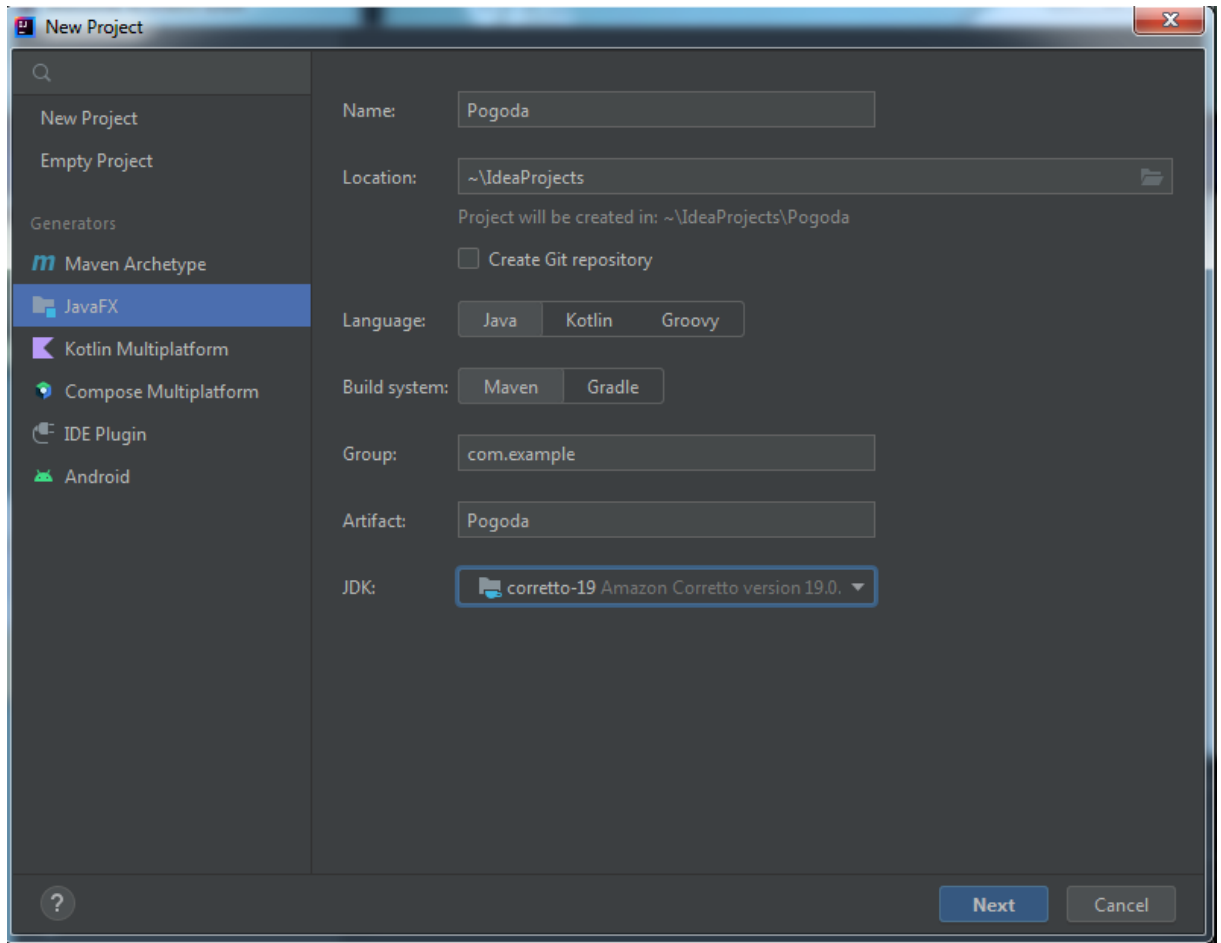 New Project
New Project
Empty Project
Generators
Maven Archetype
JavaFX
Kotlin Multiplatform
Compose Multiplatform
IDE Plugin
Android
Name: Pogoda
Location: ~\IdeaProjects
Project will be created in: ~\IdeaProjects\Pogoda
Create Git repository
Language: Java Kotlin Groovy
Build system: Maven Gradle
Group: com.example
Artifact: Pogoda
JDK: corretto-19 Amazon Corretto version 19.0.
? Next Cancel